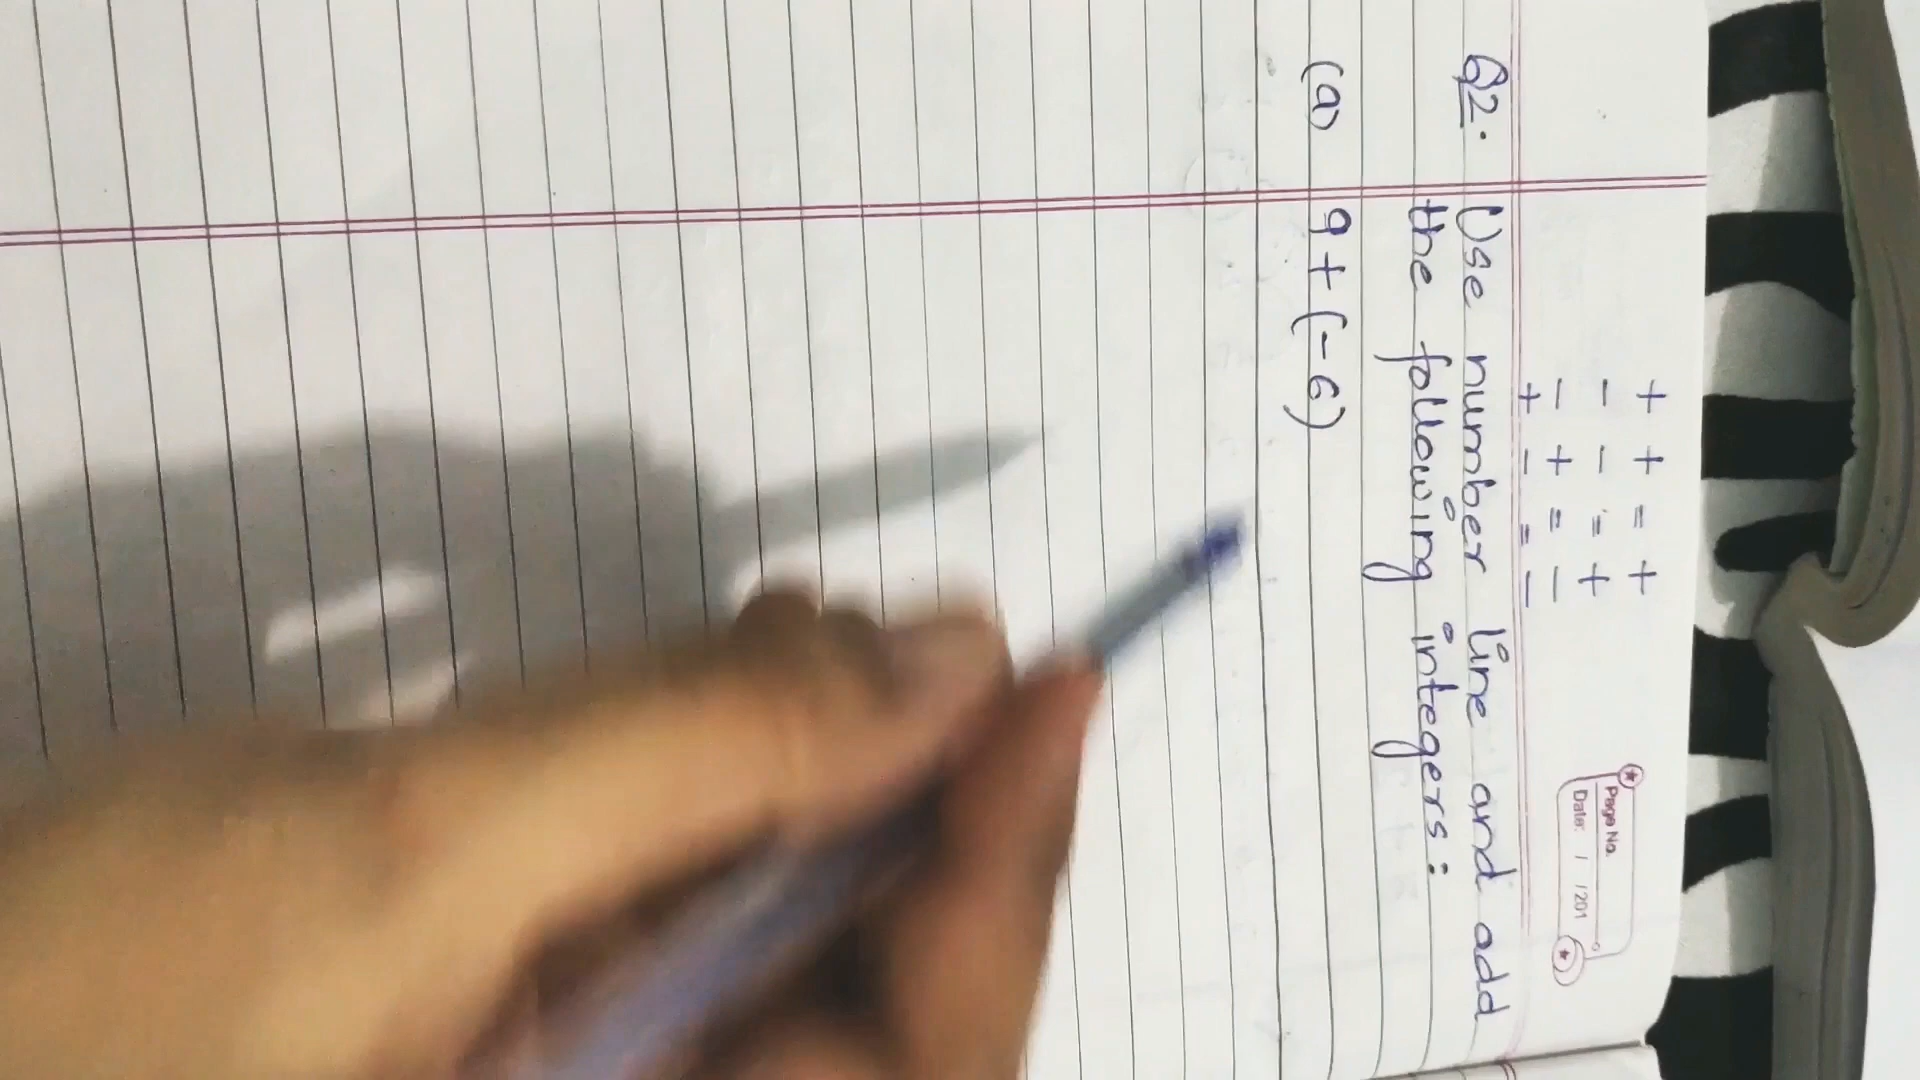 + + = +
- - = +
- + = -
+ - = -
Page No.
Date: / /201
Q2. Use number line and add
the following integers:
(a) 9 + (-6)